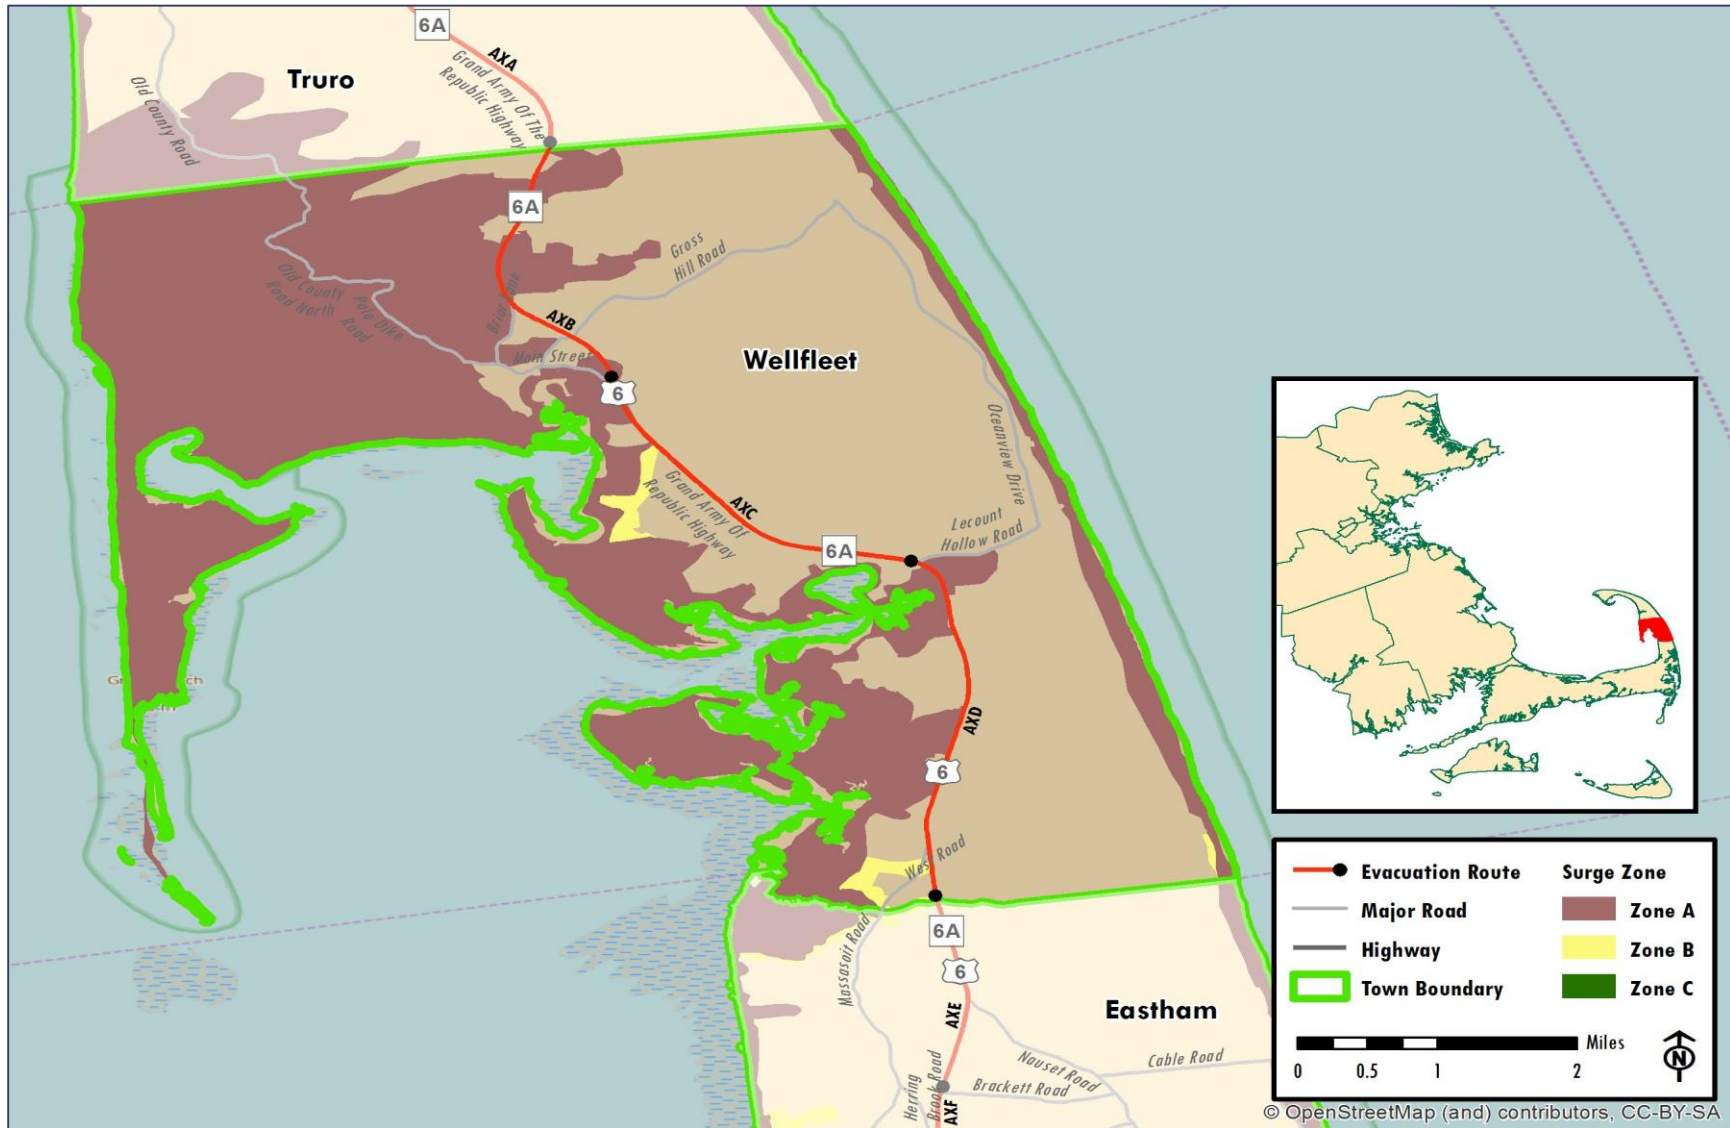 6A
AXA
Grand Army Of The
Republic Highway
Truro
Old County Road
6A
Gross
Hill Road
Old County
Road North
Pole Dike
Road
Briar Lane
AXB
Main Street
Wellfleet
6
Oceanview Drive
Grand Army Of
Republic Highway
AXC
Lecount
Hollow Road
6A
AXD
6
West Road
6A
Massasoit Road
6
AXE
Eastham
Nauset Road
Cable Road
Brackett Road
Herring
Brook Road
AXF
Evacuation Route
Major Road
Highway
Town Boundary
Surge Zone
Zone A
Zone B
Zone C
Miles
0 0.5 1 2
N
© OpenStreetMap (and) contributors, CC-BY-SA